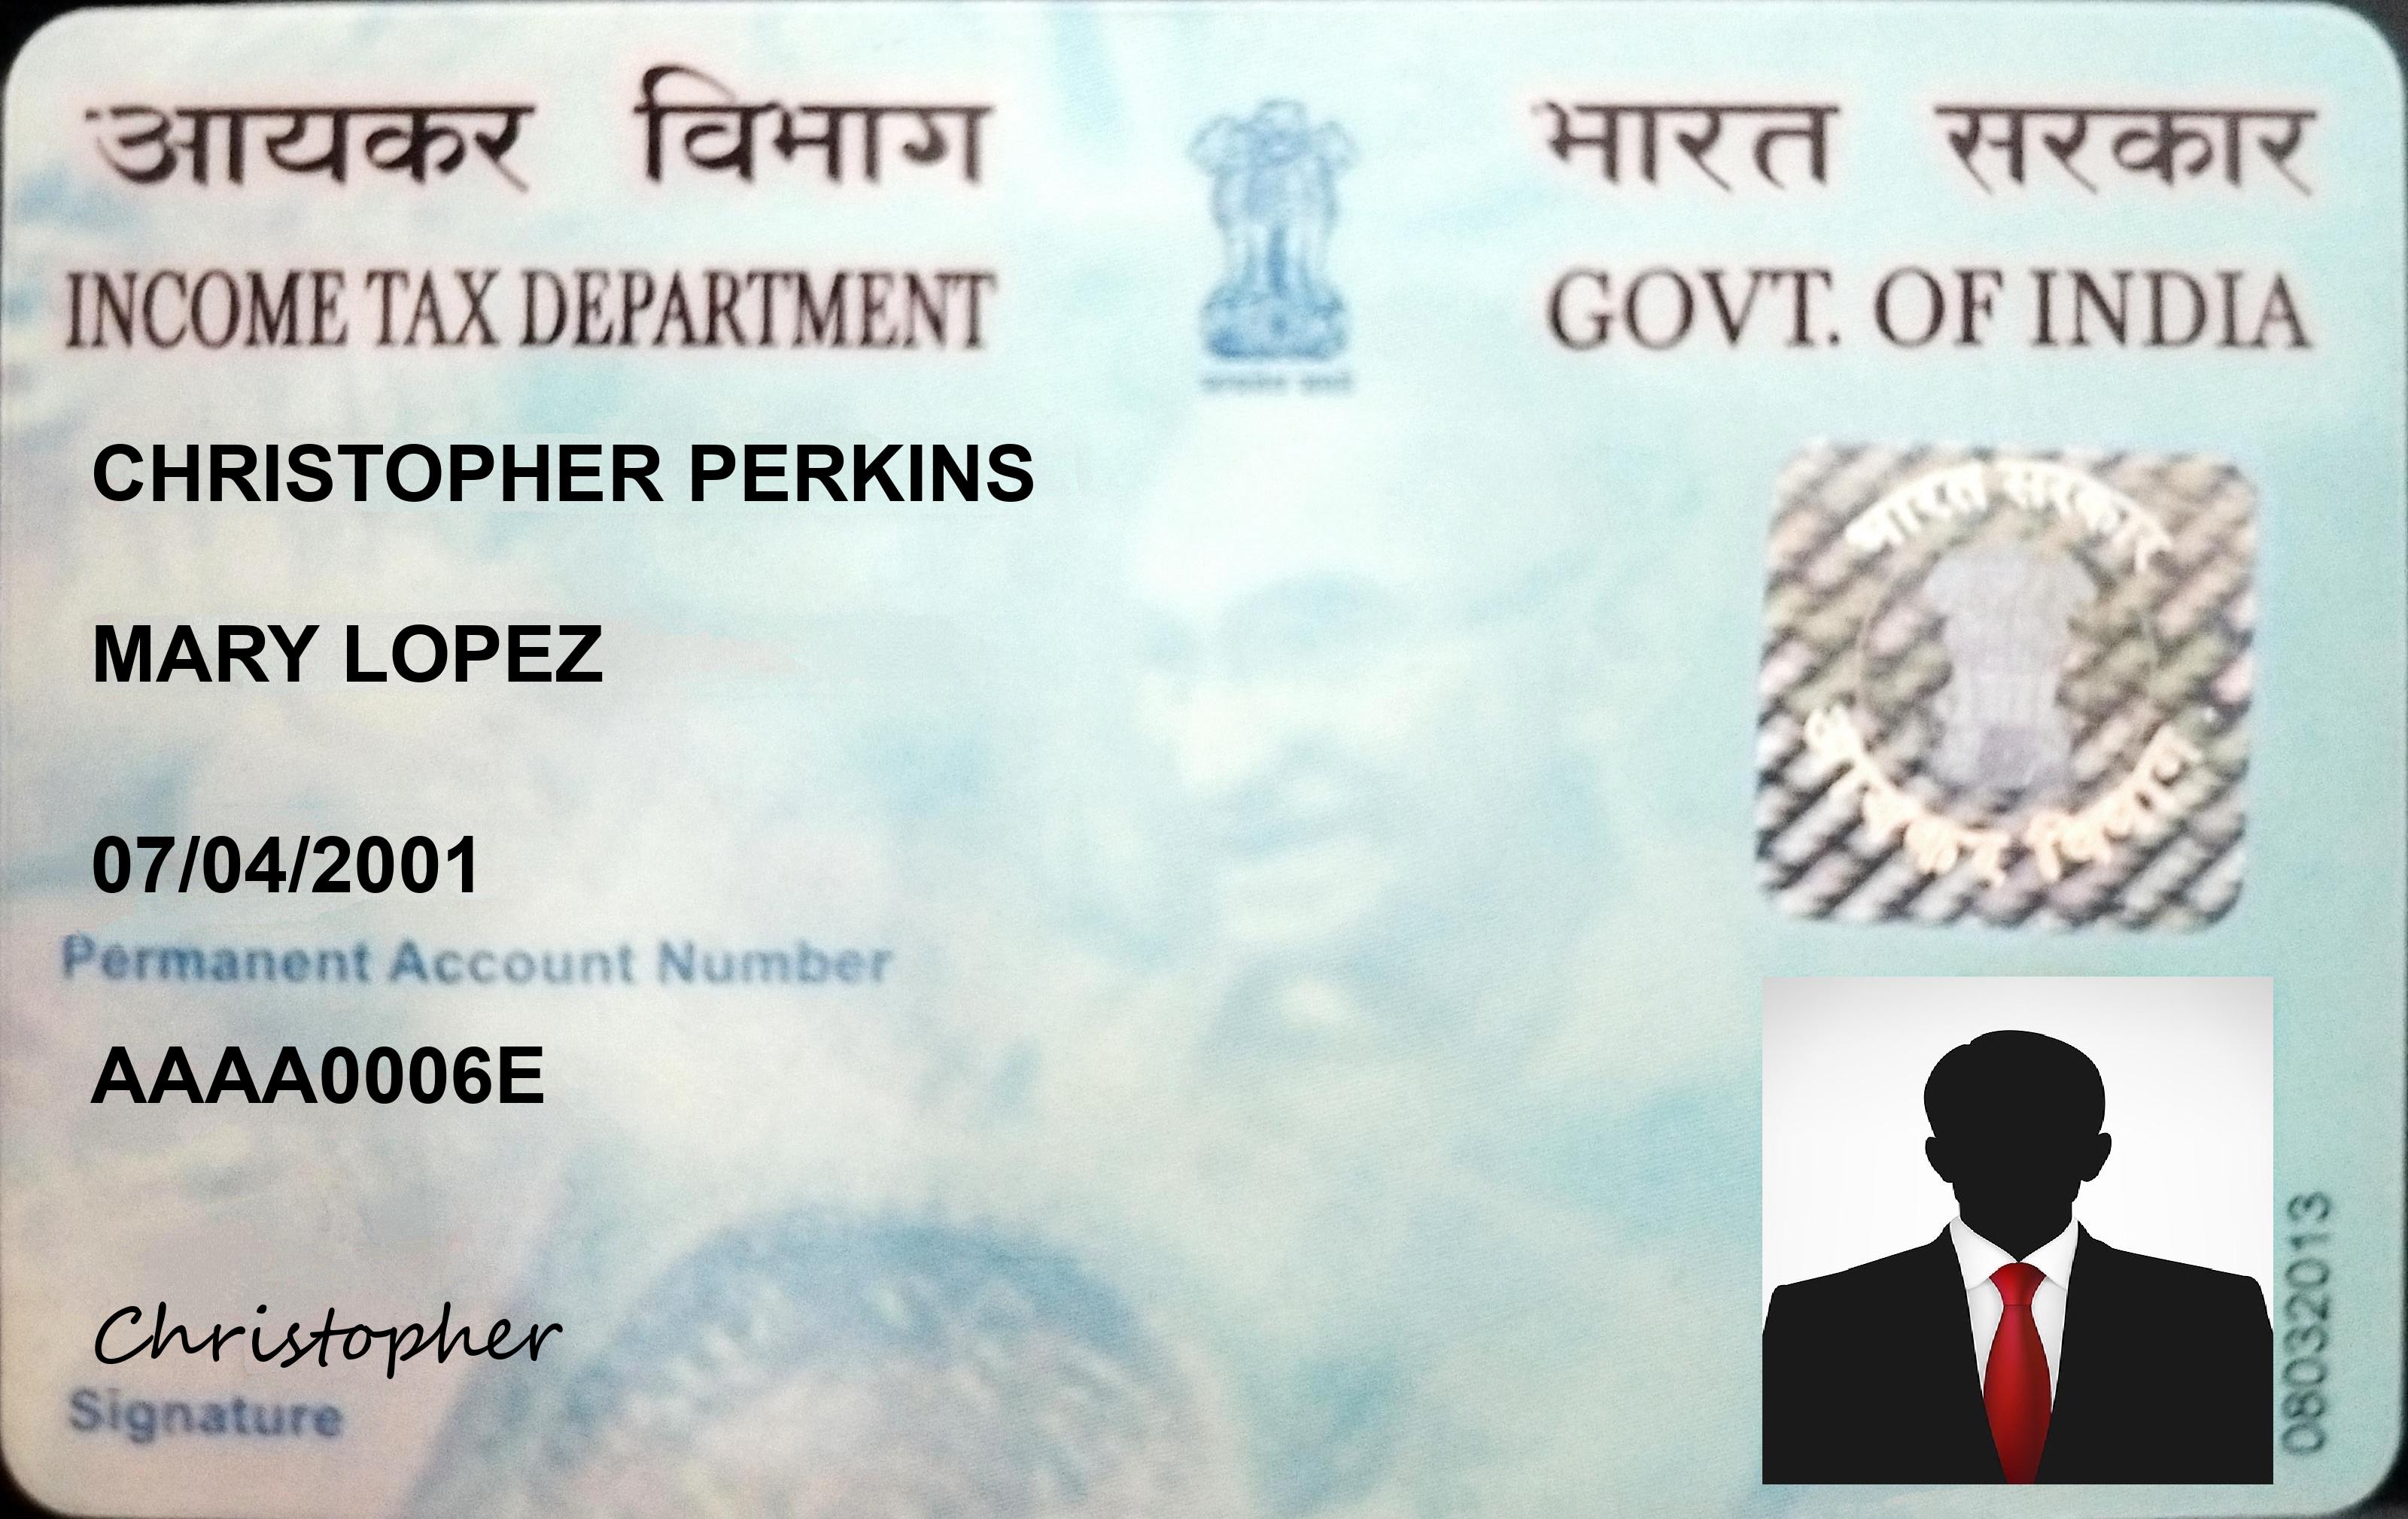 आयकर विभाग
भारत सरकार
INCOME TAX DEPARTMENT
GOVT. OF INDIA
CHRISTOPHER PERKINS
MARY LOPEZ
07/04/2001
Permanent Account Number
AAAA0006E
Christopher
Signature
भारत सरकार
आयकर विभाग
08032013